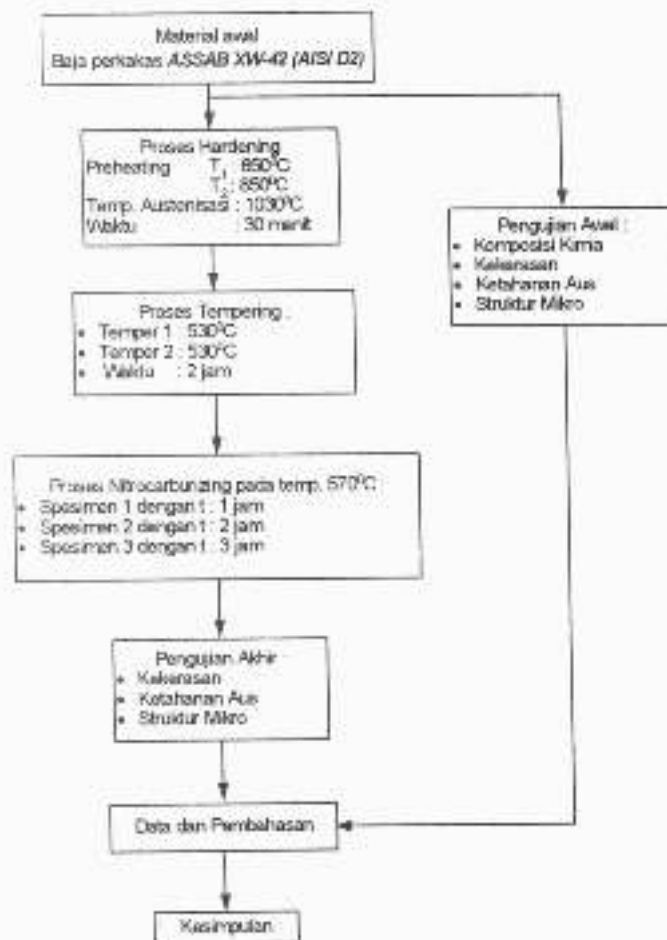 Material awal
Baja perkakas ASSAB XW-42 (AISI D2)
Proses Hardening
Preheating T1 : 650°C
T2 : 850°C
Temp. Austenisasi : 1030°C
Waktu : 30 menit
Proses Tempering :
• Temper 1 : 530°C
• Temper 2 : 530°C
• Waktu : 2 jam
Proses Nitrocarburizing pada temp. 570°C
• Spesimen 1 dengan t : 1 jam
• Spesimen 2 dengan t : 2 jam
• Spesimen 3 dengan t : 3 jam
Pengujian Akhir
• Kekerasan
• Ketahanan Aus
• Struktur Mikro
Pengujian Awal :
• Komposisi Kimia
• Kekerasan
• Ketahanan Aus
• Struktur Mikro
Data dan Pembahasan
Kesimpulan